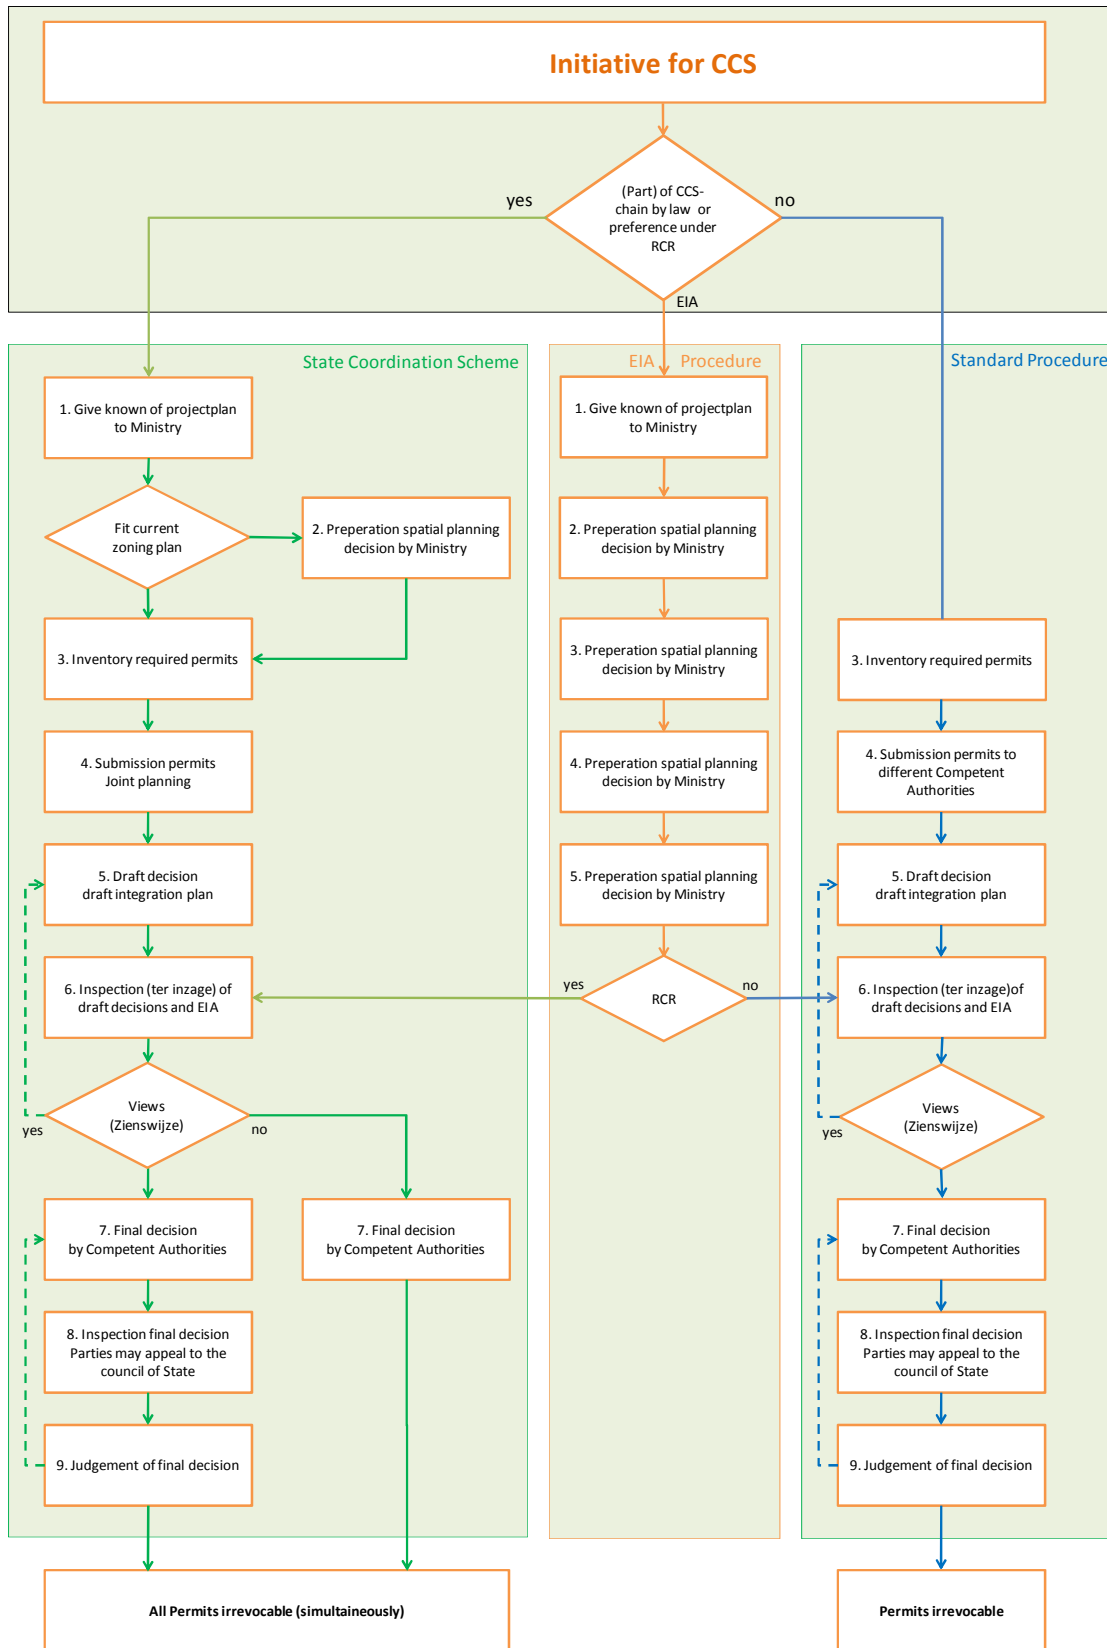 Initiative for CCS
(Part) of CCS-
chain by law or
preference under
RCR
yes
no
EIA
State Coordination Scheme
1. Give known of projectplan
to Ministry
Fit current
zoning plan
2. Preperation spatial planning
decision by Ministry
3. Inventory required permits
4. Submission permits
Joint planning
5. Draft decision
draft integration plan
6. Inspection (ter inzage) of
draft decisions and EIA
Views
(Zienswijze)
yes
no
7. Final decision
by Competent Authorities
7. Final decision
by Competent Authorities
8. Inspection final decision
Parties may appeal to the
council of State
9. Judgement of final decision
All Permits irrevocable (simultaineously)
EIA Procedure
1. Give known of projectplan
to Ministry
2. Preperation spatial planning
decision by Ministry
3. Preperation spatial planning
decision by Ministry
4. Preperation spatial planning
decision by Ministry
5. Preperation spatial planning
decision by Ministry
yes
RCR
no
Standard Procedure
3. Inventory required permits
4. Submission permits to
different Competent
Authorities
5. Draft decision
draft integration plan
6. Inspection (ter inzage)of
draft decisions and EIA
Views
(Zienswijze)
yes
7. Final decision
by Competent Authorities
8. Inspection final decision
Parties may appeal to the
council of State
9. Judgement of final decision
Permits irrevocable